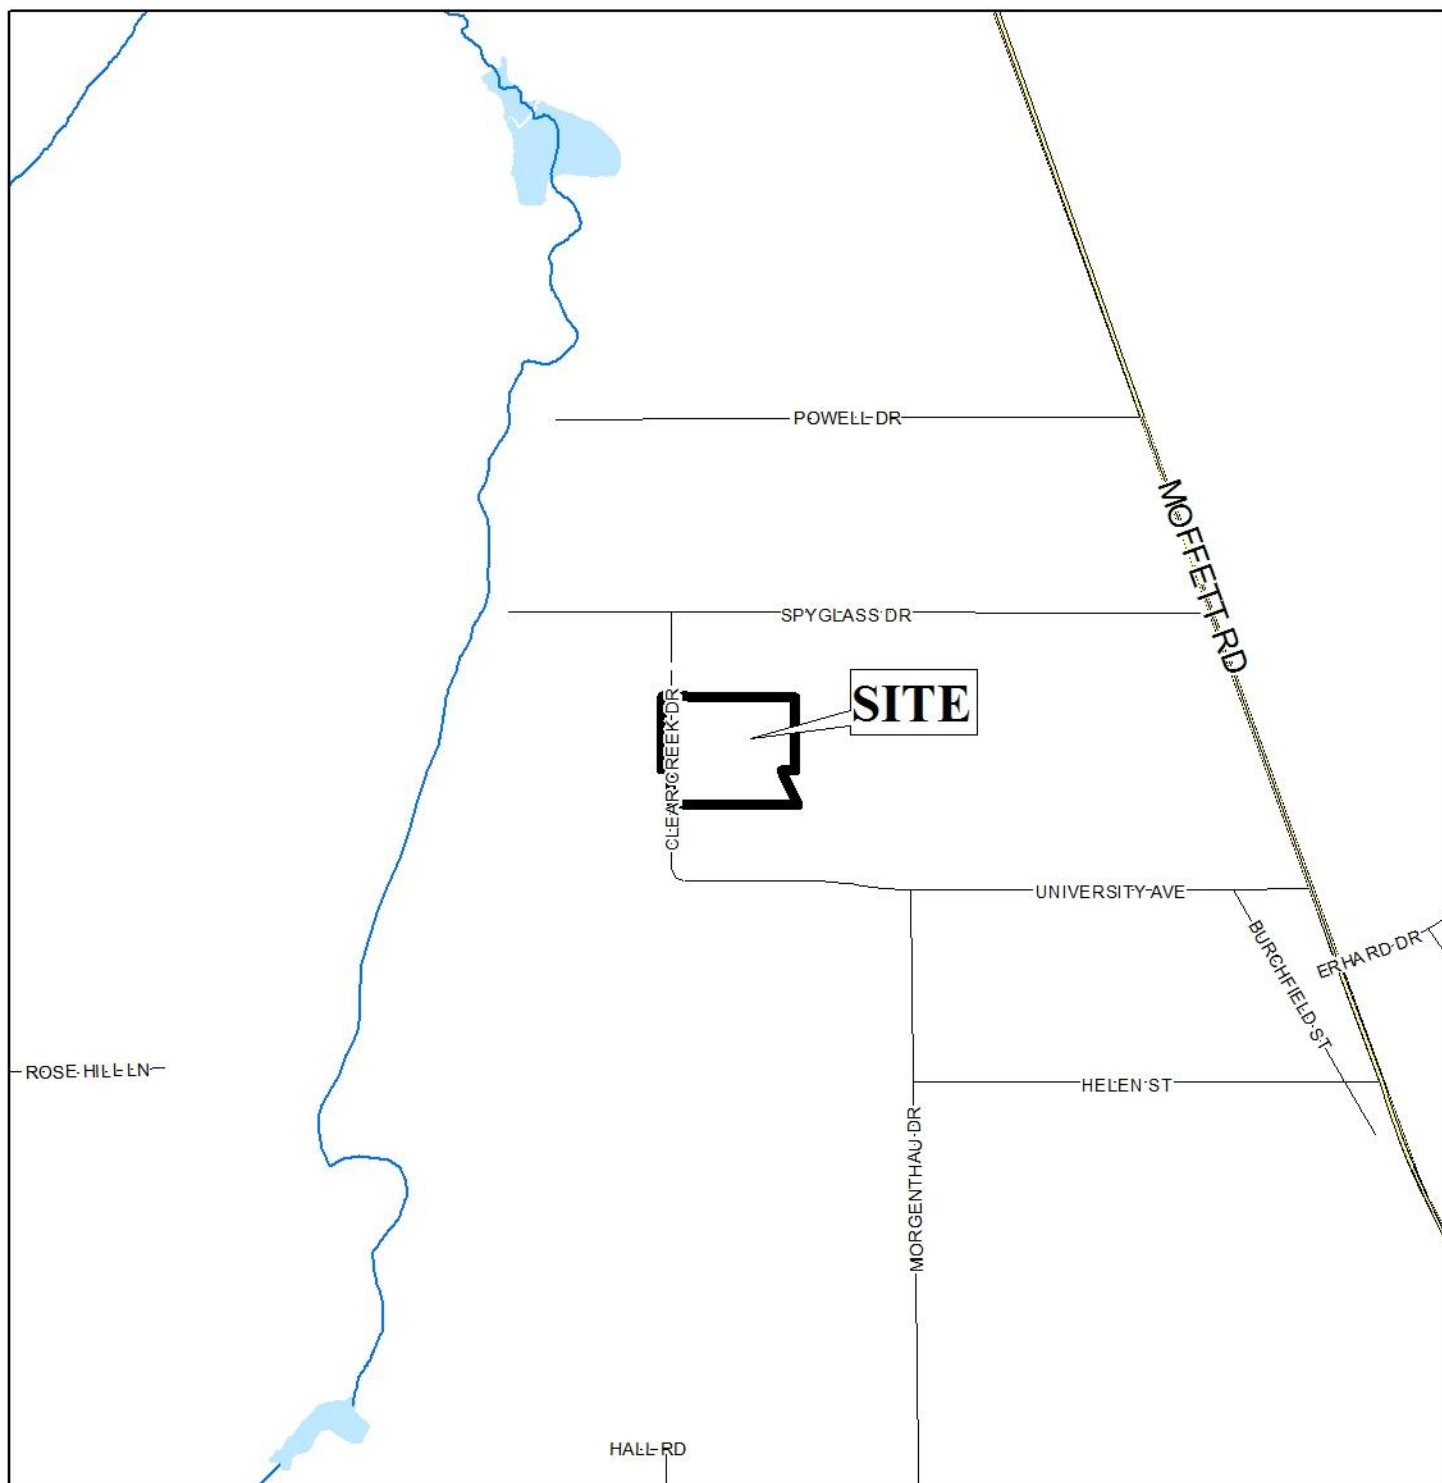 POWELL DR
MOFFETT RD
SPYGLASS DR
SITE
CLEAR CREEK DR
UNIVERSITY AVE
BURCHFIELD ST
ERHARD DR
ROSE HILL LN
HELEN ST
MORGENTHAU DR
HALL RD